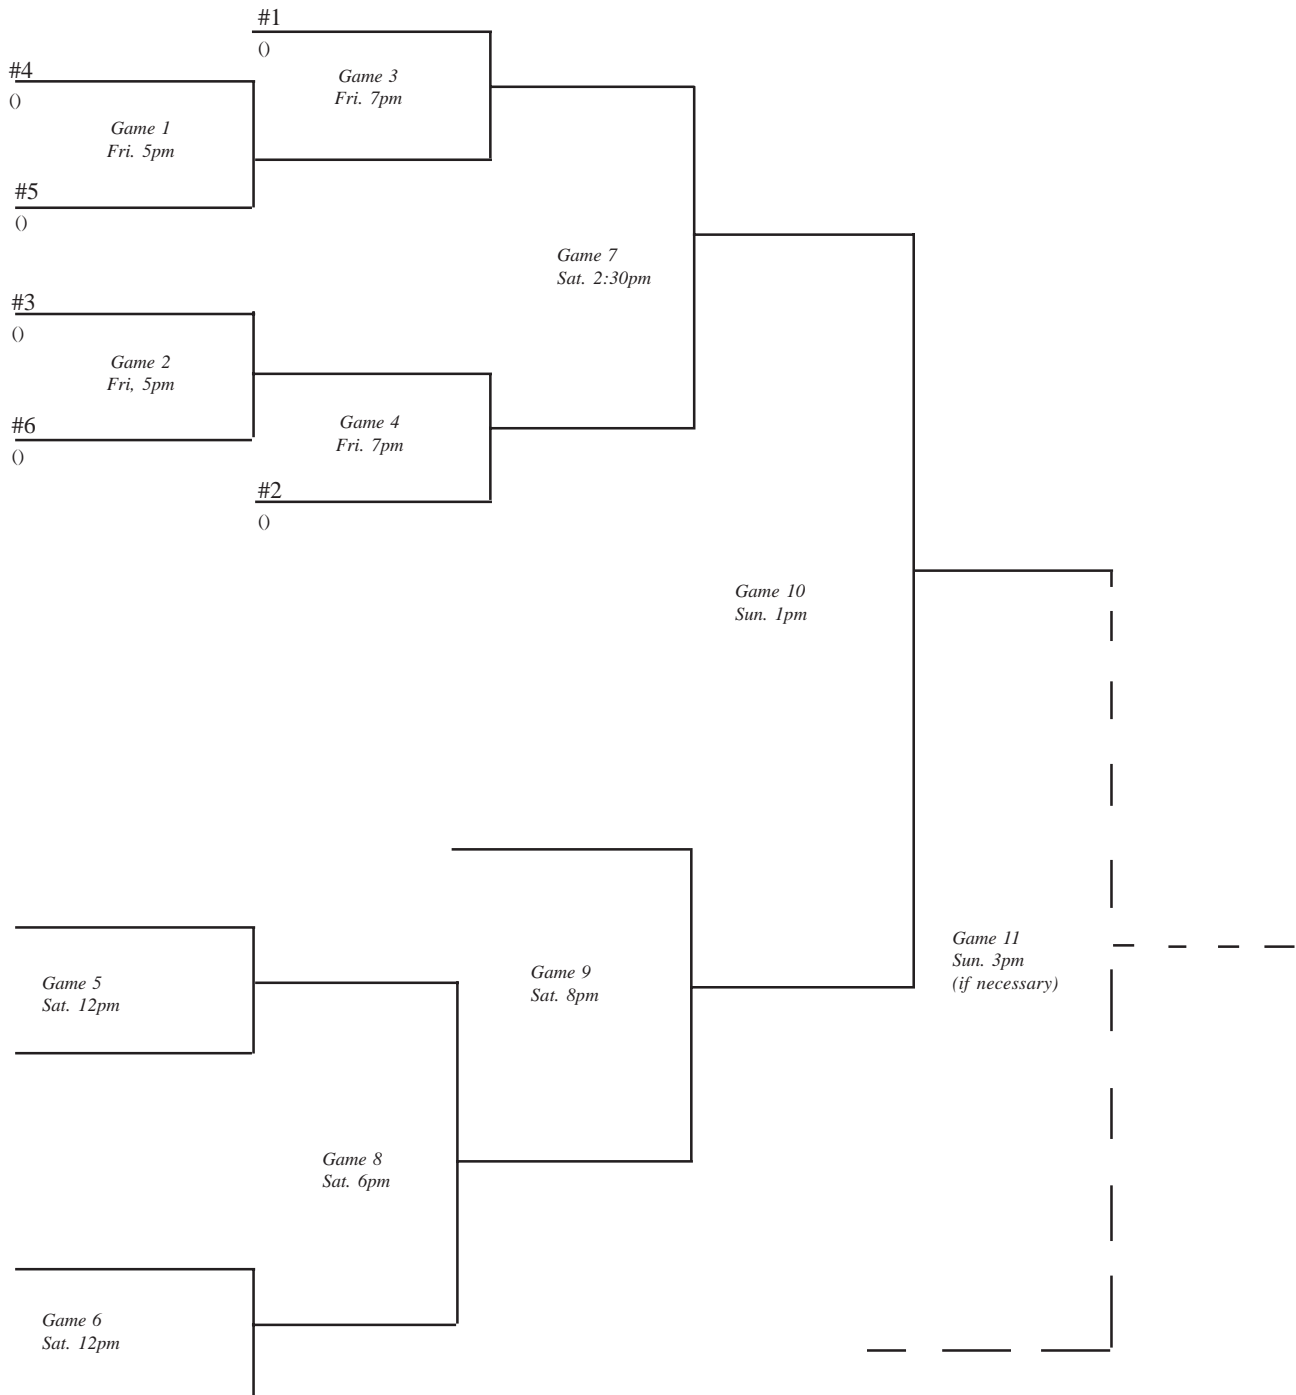 #1
()
#4
()
Game 3
Fri. 7pm
Game 1
Fri. 5pm
#5
()
Game 7
Sat. 2:30pm
#3
()
Game 2
Fri, 5pm
#6
()
Game 4
Fri. 7pm
#2
()
Game 10
Sun. 1pm
Game 11
Sun. 3pm
(if necessary)
Game 9
Sat. 8pm
Game 5
Sat. 12pm
Game 8
Sat. 6pm
Game 6
Sat. 12pm